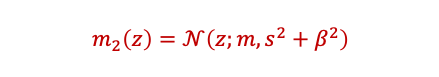 m₂(z) = 𝒩(z; m, s² + β²)